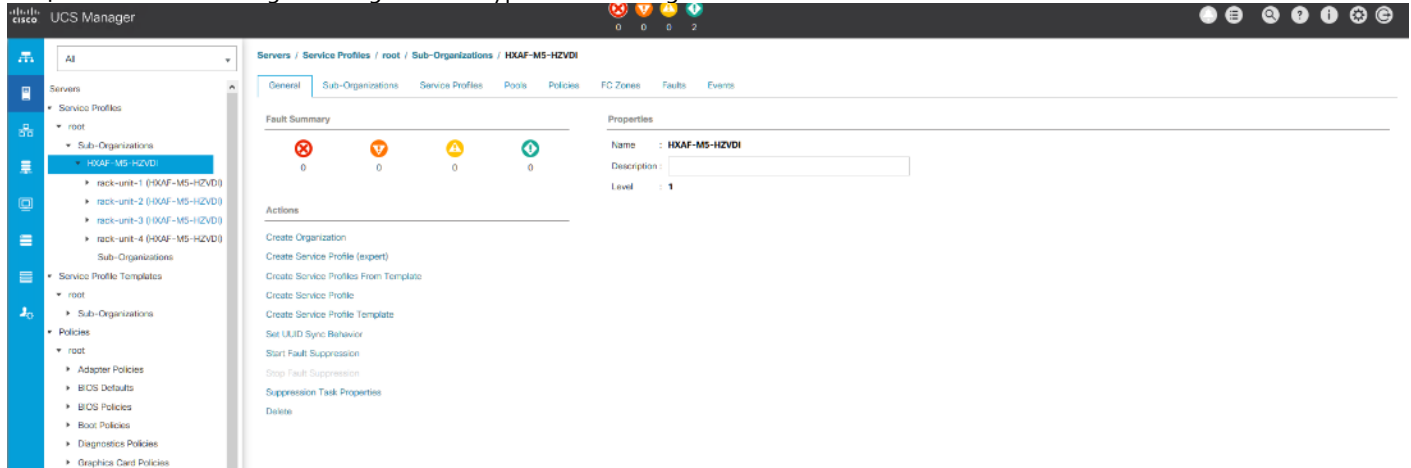 cisco UCS Manager
0 0 0 2
All
Servers
Service Profiles
root
Sub-Organizations
HXAF-M5-HZVDI
rack-unit-1 (HXAF-M5-HZVDI)
rack-unit-2 (HXAF-M5-HZVDI)
rack-unit-3 (HXAF-M5-HZVDI)
rack-unit-4 (HXAF-M5-HZVDI)
Sub-Organizations
Service Profile Templates
root
Sub-Organizations
Policies
root
Adapter Policies
BIOS Defaults
BIOS Policies
Boot Policies
Diagnostics Policies
Graphics Card Policies
Servers / Service Profiles / root / Sub-Organizations / HXAF-M5-HZVDI
General Sub-Organizations Service Profiles Pools Policies FC Zones Faults Events
Fault Summary
0 0 0 0
Actions
Create Organization
Create Service Profile (expert)
Create Service Profiles From Template
Create Service Profile
Create Service Profile Template
Set UUID Sync Behavior
Start Fault Suppression
Stop Fault Suppression
Suppression Task Properties
Delete
Properties
Name : HXAF-M5-HZVDI
Description :
Level : 1